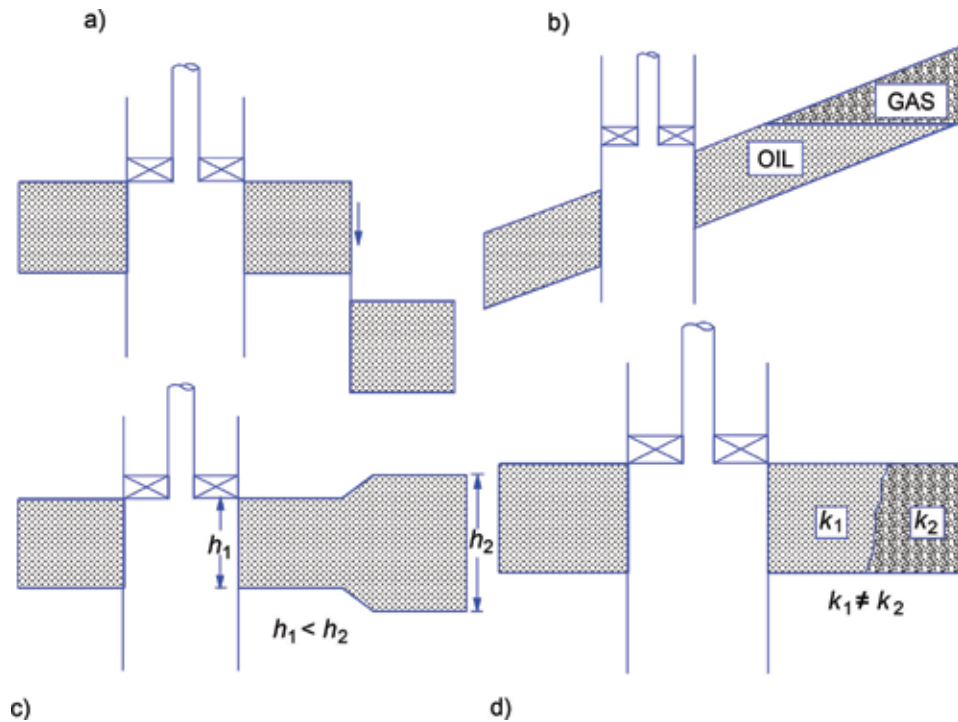 a)
b)
GAS
OIL
h₁
h₂
h₁ < h₂
k₁
k₂
k₁ ≠ k₂
c)
d)